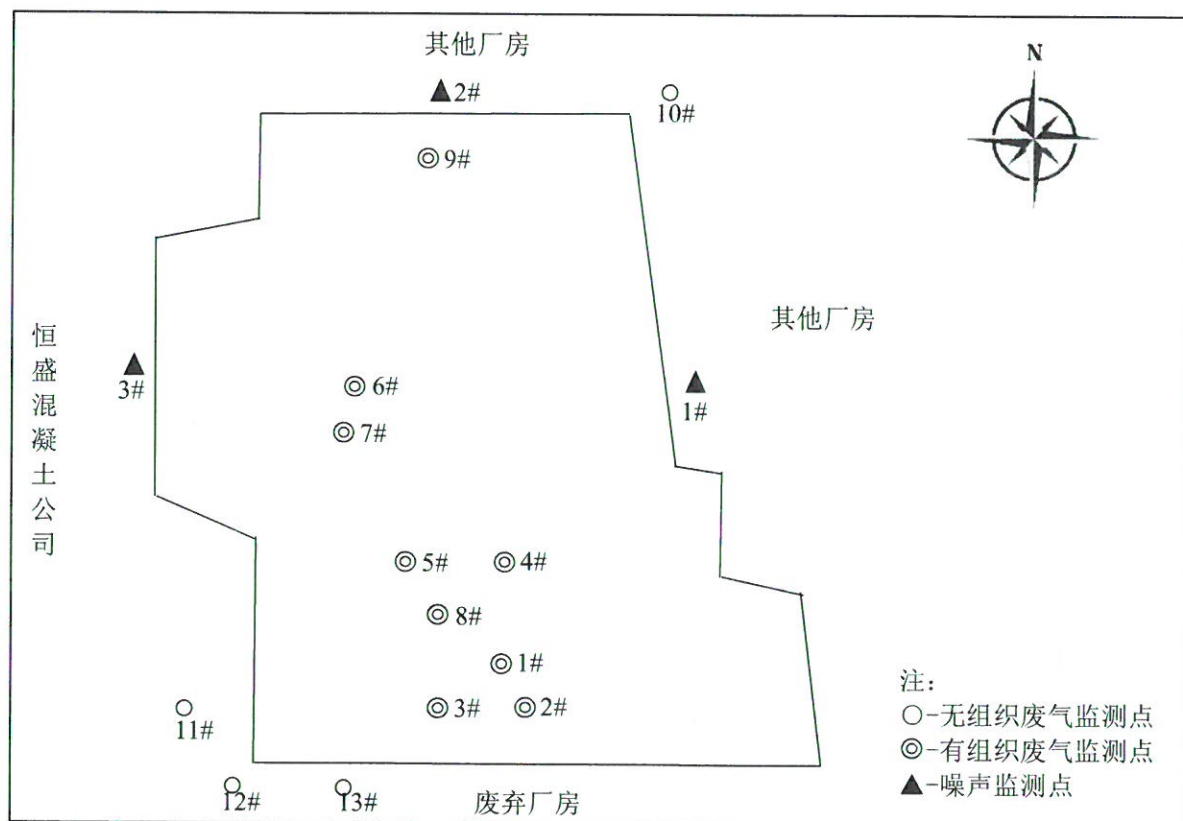 其他厂房
N
2#
10#
9#
其他厂房
恒盛混凝土公司
3#
6#
1#
7#
5#
4#
8#
1#
3#
2#
11#
12#
13#
废弃厂房
注：
○-无组织废气监测点
◎-有组织废气监测点
▲-噪声监测点